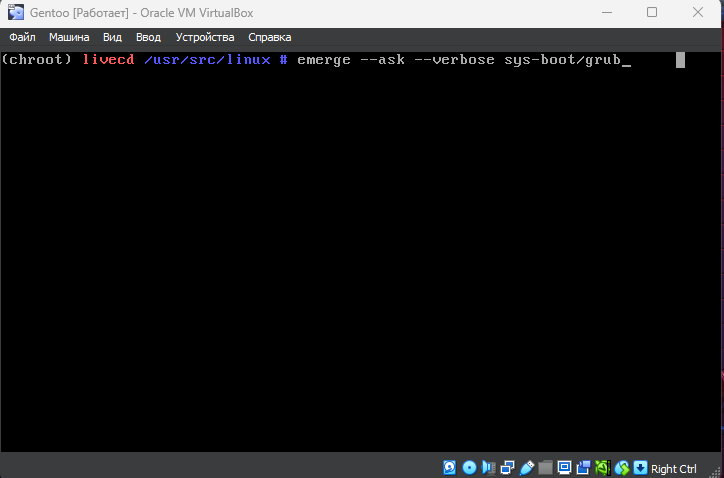 Gentoo [Работает] - Oracle VM VirtualBox
Файл Машина Вид Ввод Устройства Справка
(chroot) livecd /usr/src/linux # emerge --ask --verbose sys-boot/grub_
Right Ctrl